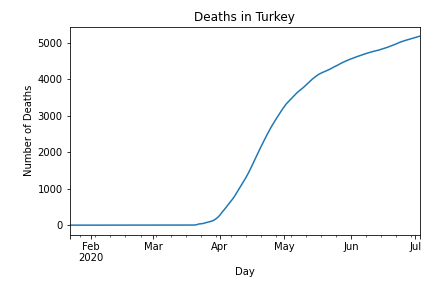 Deaths in Turkey
Number of Deaths
5000
4000
3000
2000
1000
0
Feb
2020
Mar
Apr
May
Jun
Jul
Day